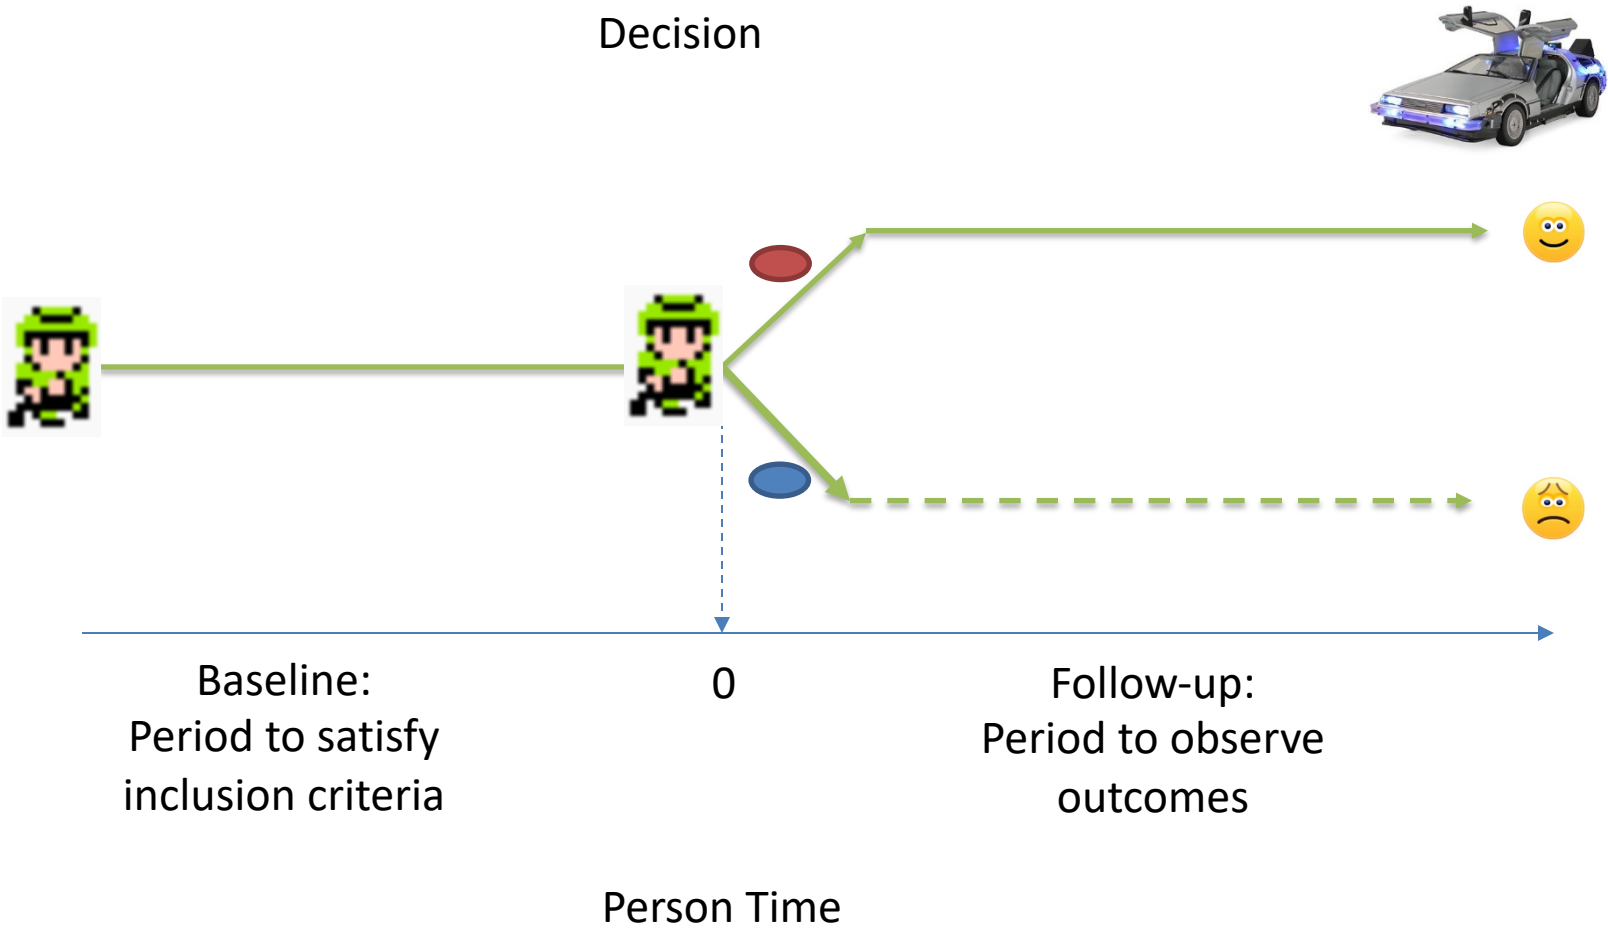 Decision
Baseline:
Period to satisfy
inclusion criteria
0
Follow-up:
Period to observe
outcomes
Person Time